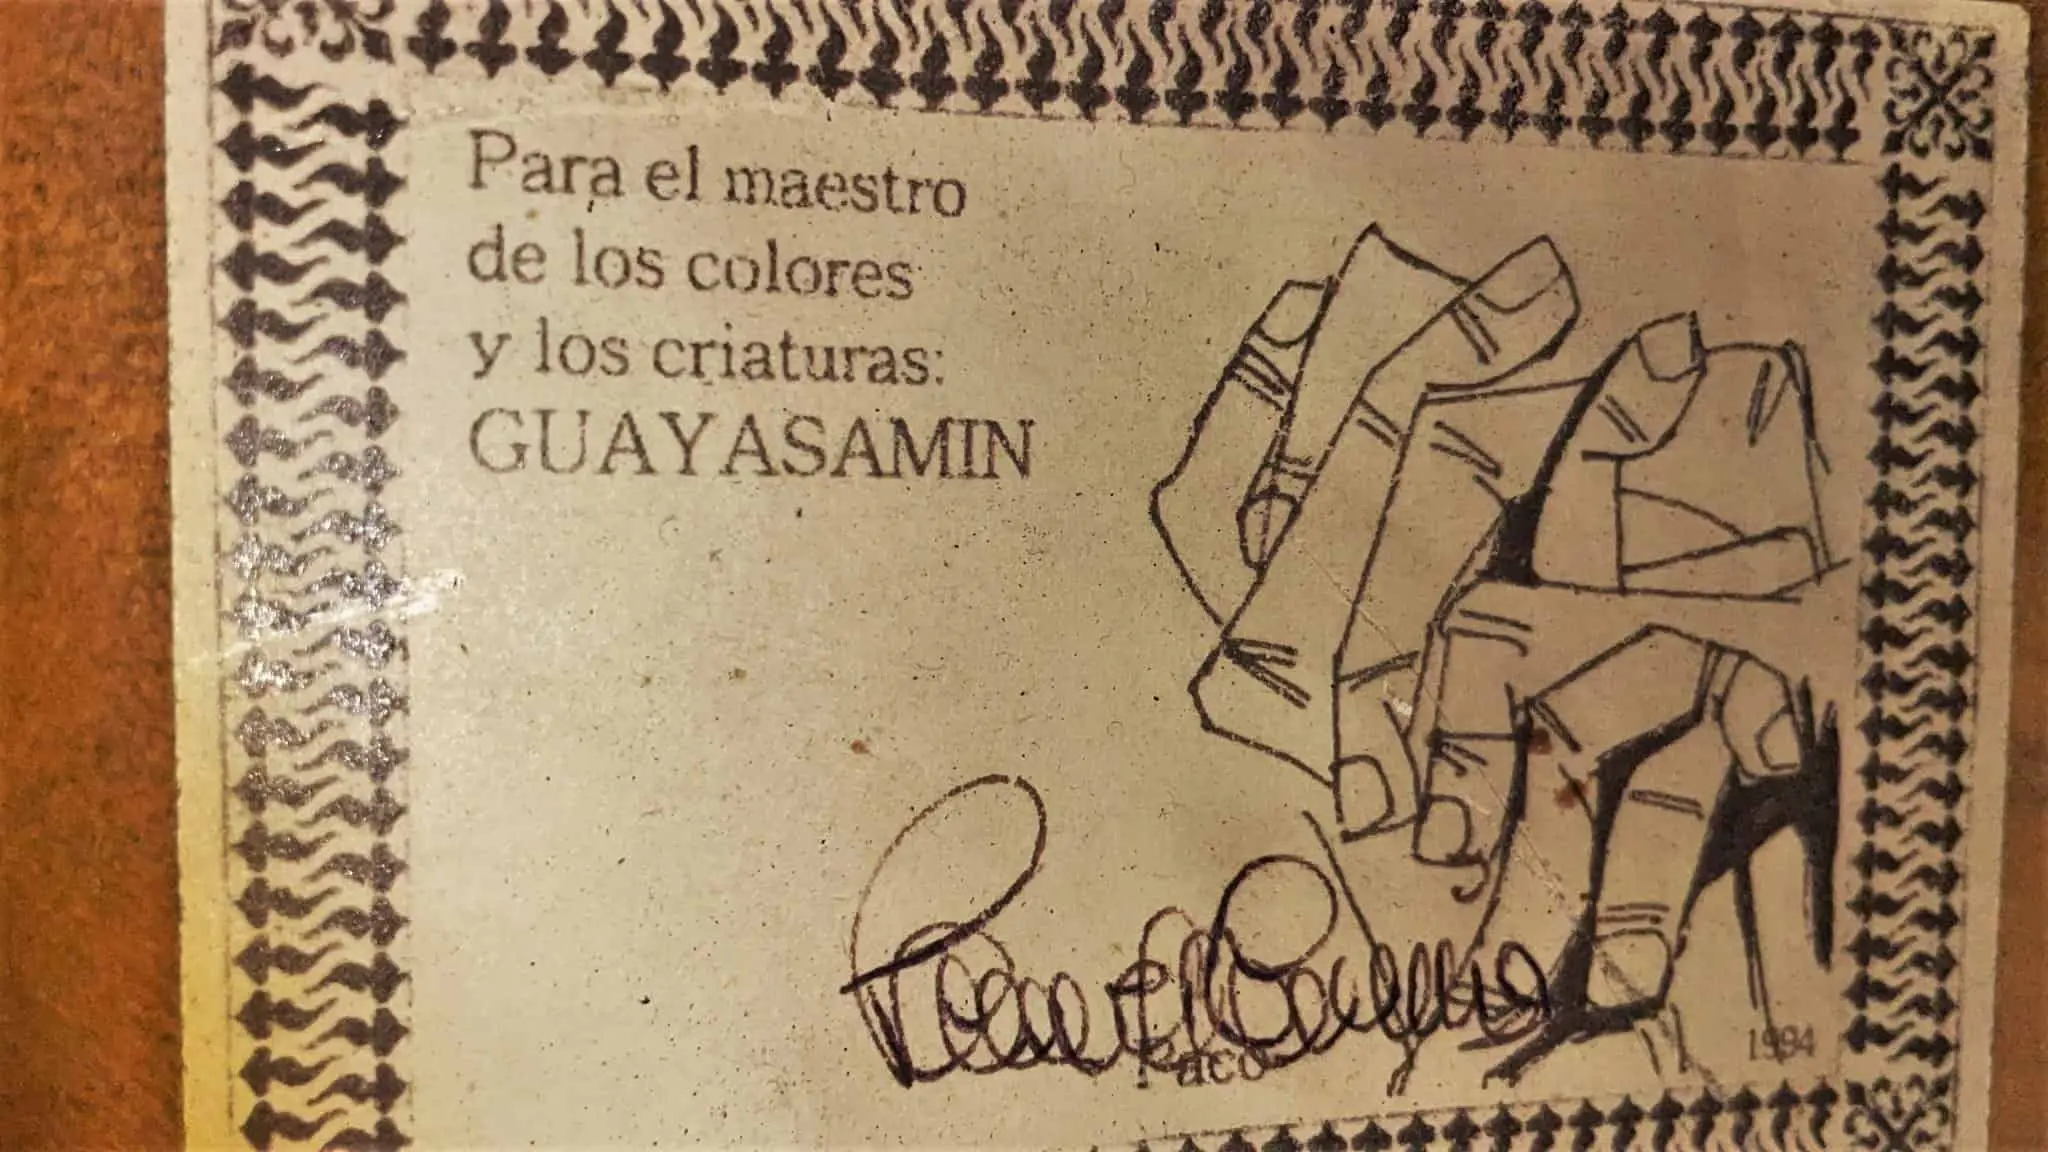 Para el maestro
de los colores
y los criaturas:
GUAYASAMIN
Paco
1994